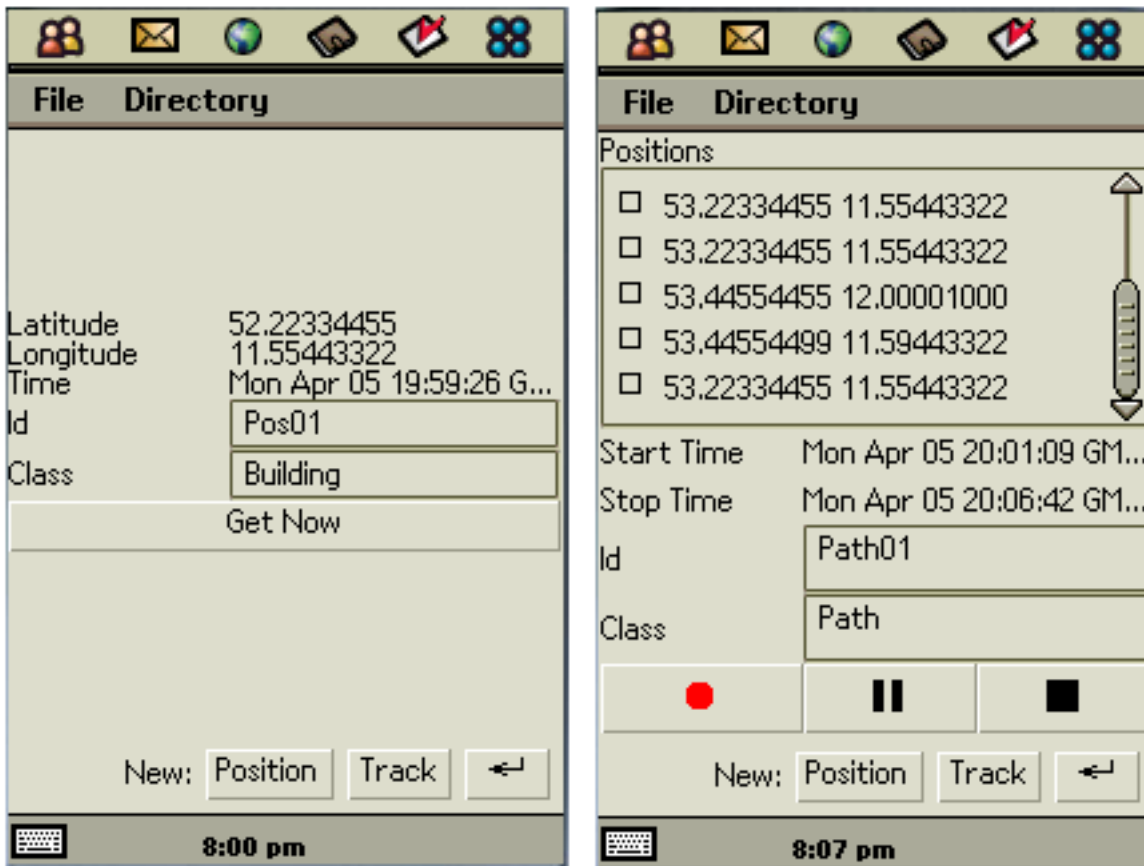 File Directory
Latitude 52.22334455
Longitude 11.55443322
Time Mon Apr 05 19:59:26 G...
Id Pos01
Class Building
Get Now
New: Position Track
8:00 pm
File Directory
Positions
53.22334455 11.55443322
53.22334455 11.55443322
53.44554455 12.00001000
53.44554499 11.59443322
53.22334455 11.55443322
Start Time Mon Apr 05 20:01:09 GM...
Stop Time Mon Apr 05 20:06:42 GM...
Id Path01
Class Path
New: Position Track
8:07 pm